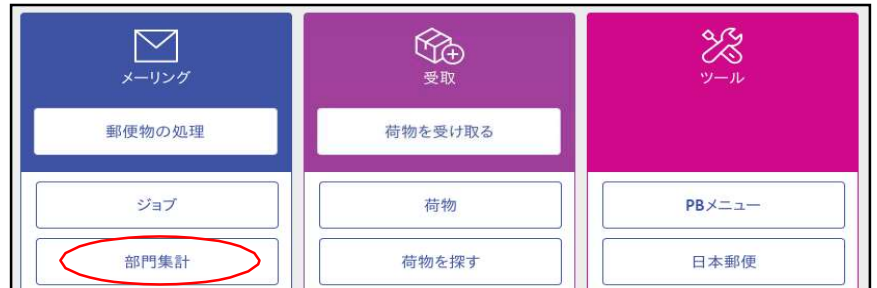 メーリング
郵便物の処理
ジョブ
部門集計
受取
荷物を受け取る
荷物
荷物を探す
ツール
PBメニュー
日本郵便